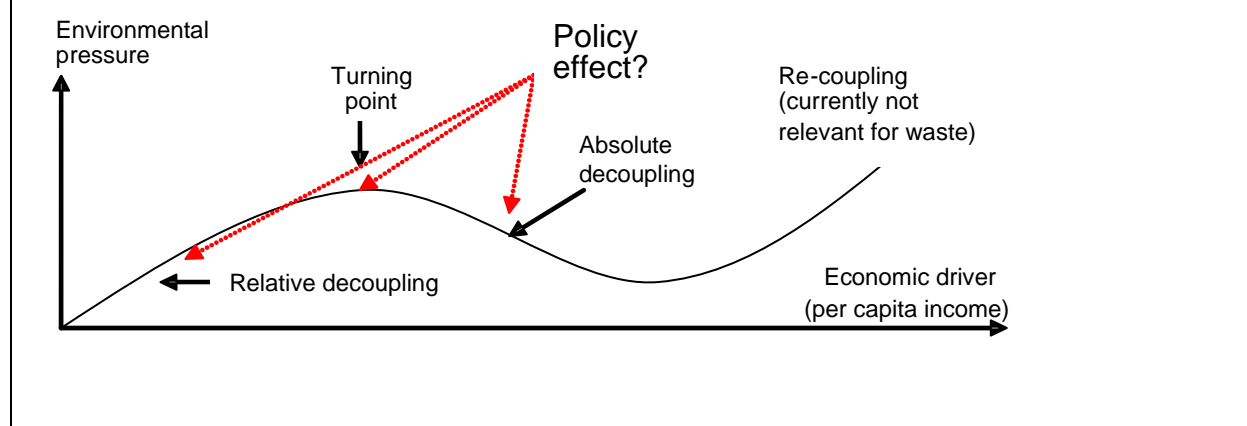 Environmental
pressure
Policy
effect?
Turning
point
Re-coupling
(currently not
relevant for waste)
Absolute
decoupling
Relative decoupling
Economic driver
(per capita income)